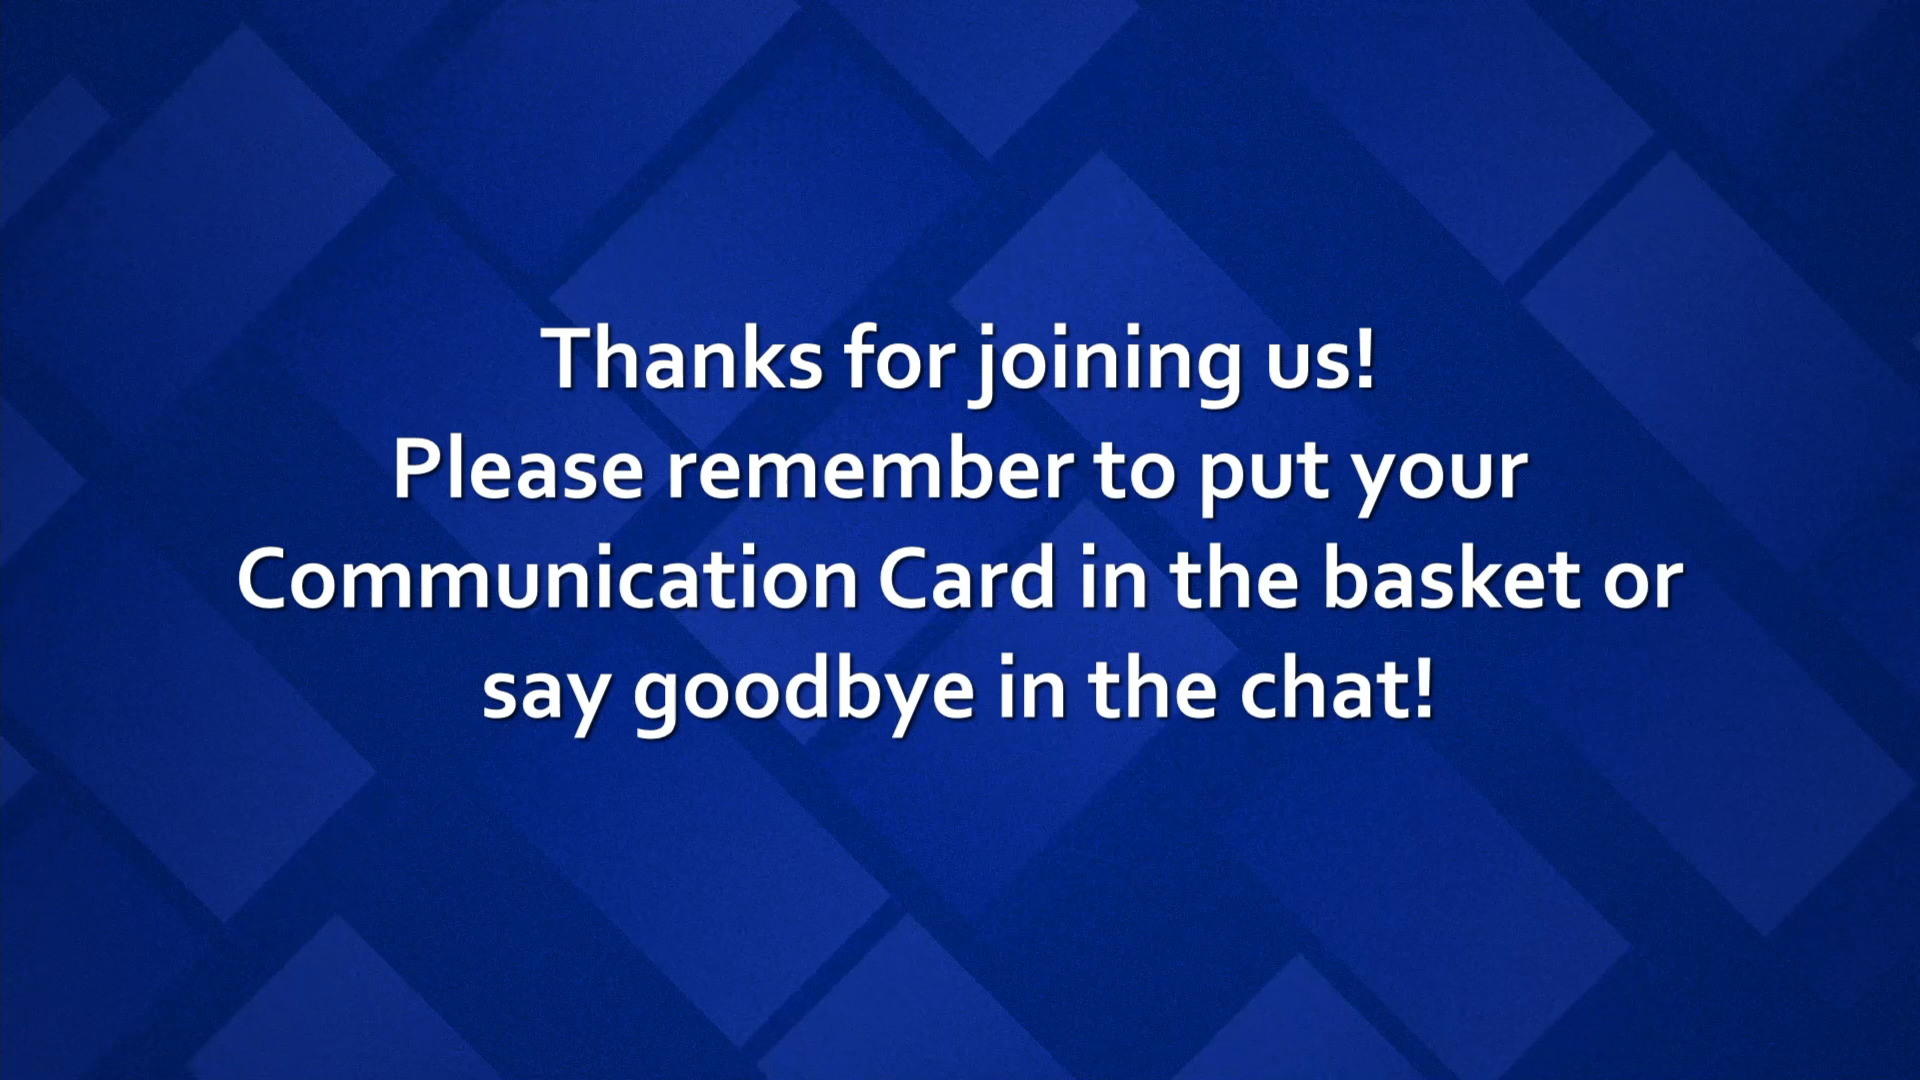 Thanks for joining us!
Please remember to put your
Communication Card in the basket or
say goodbye in the chat!